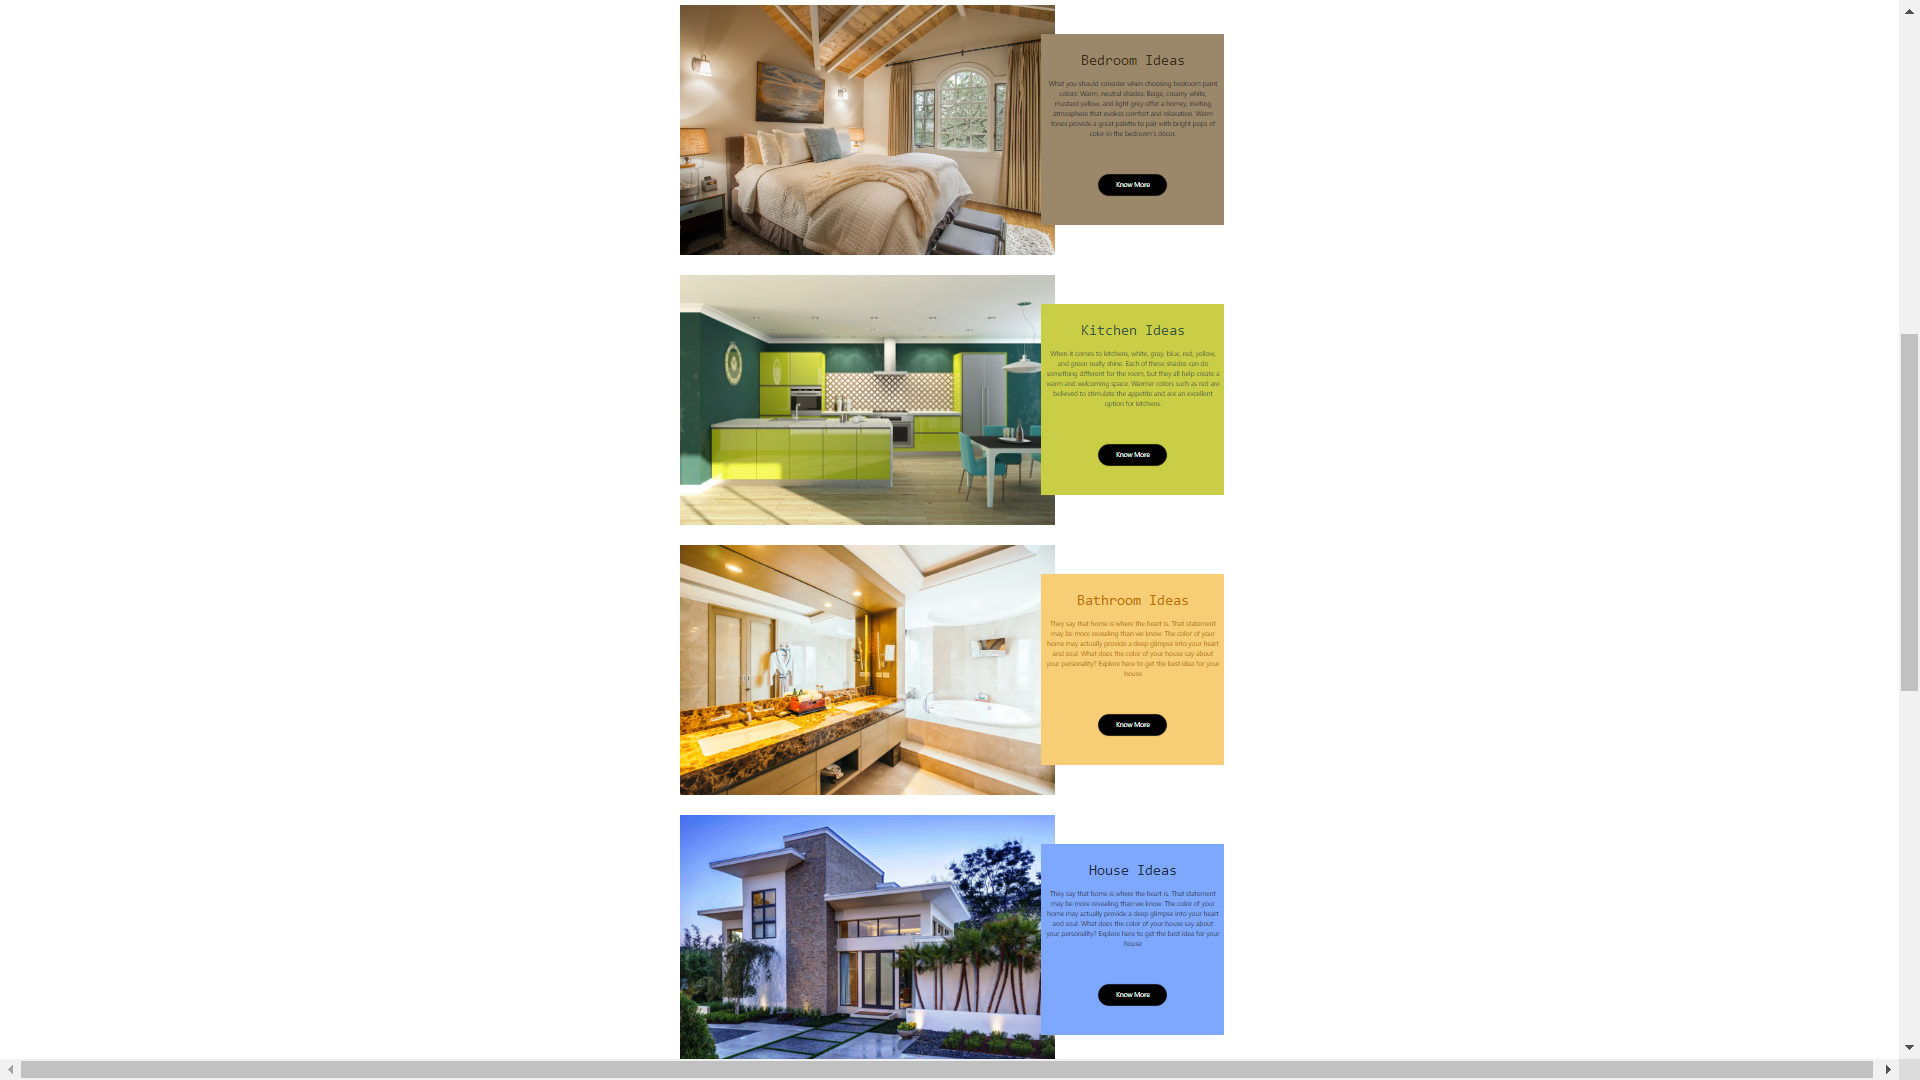 Bedroom Ideas
What you should consider when choosing bedroom paint
colors: Warm, neutral shades: Beige, creamy white,
mustard yellow, and light grey offer a homey, inviting
atmosphere that evokes comfort and relaxation. Warm
tones provide a great palette to pair with bright pops of
color in the bedroom's décor.
Know More
Kitchen Ideas
When it comes to kitchens, white, gray, blue, red, yellow,
and green really shine. Each of these shades can do
something different for the room, but they all help create a
warm and welcoming space. Warmer colors such as red are
believed to stimulate the appetite and are an excellent
option for kitchens.
Know More
Bathroom Ideas
They say that home is where the heart is. That statement
may be more revealing than we know. The color of your
home may actually provide a deep glimpse into your heart
and soul. What does the color of your house say about
your personality? Explore here to get the best idea for your
house
Know More
House Ideas
They say that home is where the heart is. That statement
may be more revealing than we know. The color of your
home may actually provide a deep glimpse into your heart
and soul. What does the color of your house say about
your personality? Explore here to get the best idea for your
house
Know More